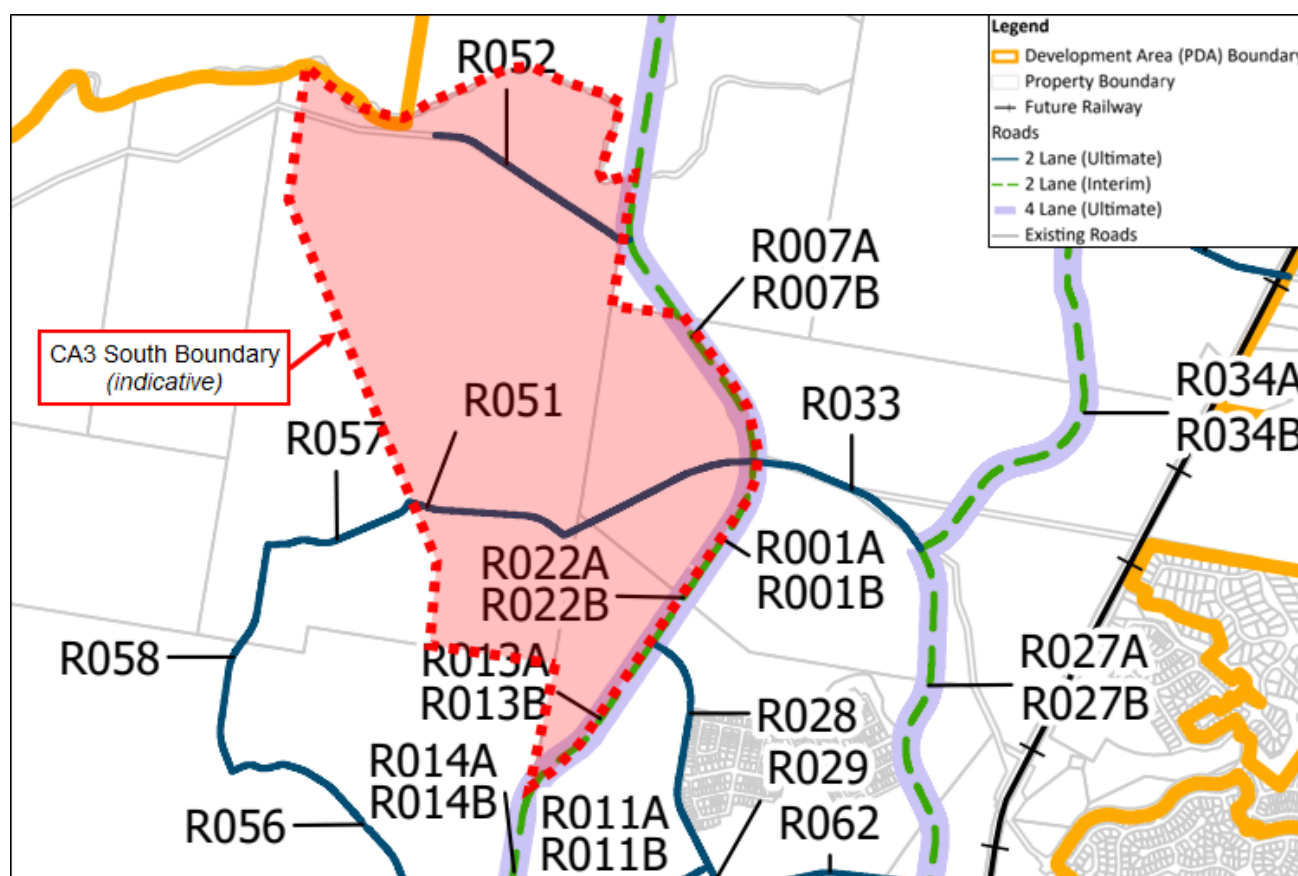 R052
Legend
Development Area (PDA) Boundary
Property Boundary
Future Railway
Roads
2 Lane (Ultimate)
2 Lane (Interim)
4 Lane (Ultimate)
Existing Roads
R007A
R007B
CA3 South Boundary
(indicative)
R051
R033
R034A
R034B
R057
R022A
R022B
R001A
R001B
R058
R013A
R013B
R027A
R027B
R028
R014A
R014B
R029
R056
R011A
R011B
R062